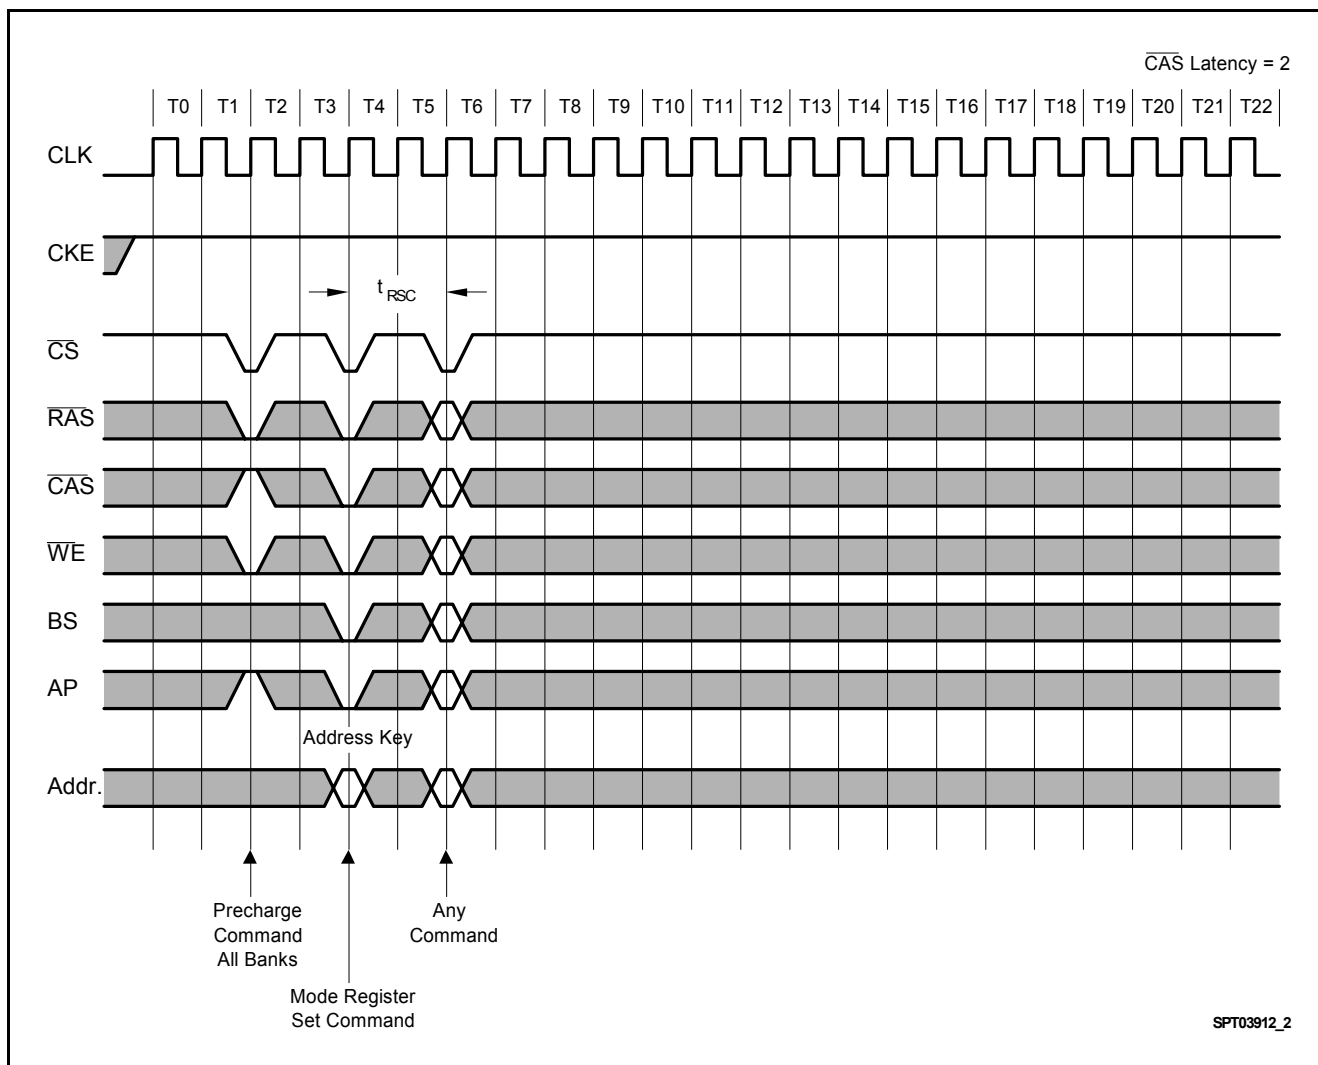 CAS Latency = 2
T0 T1 T2 T3 T4 T5 T6 T7 T8 T9 T10 T11 T12 T13 T14 T15 T16 T17 T18 T19 T20 T21 T22
CLK
CKE
t RSC
CS
RAS
CAS
WE
BS
AP
Address Key
Addr.
Precharge
Command
All Banks
Any
Command
Mode Register
Set Command
SPT03912_2